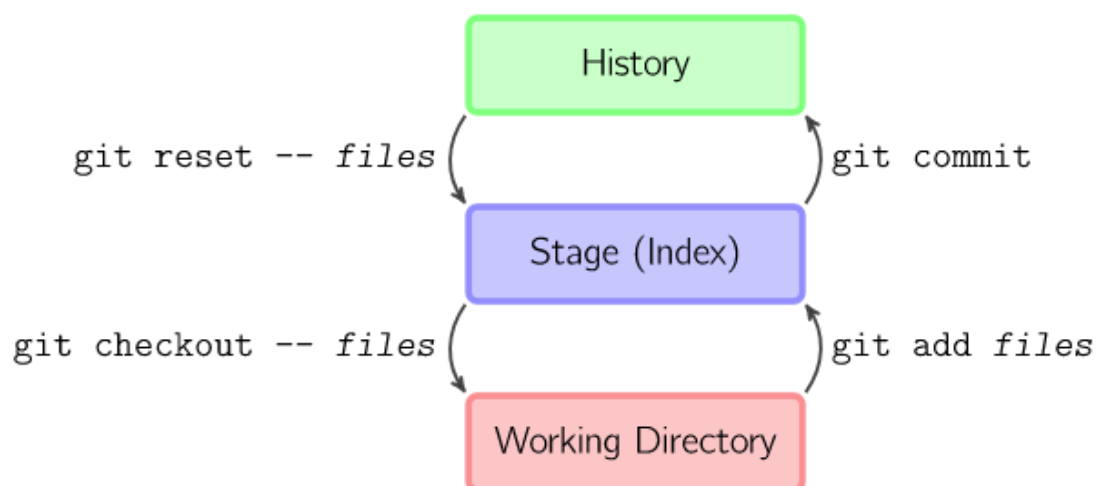 History
git reset -- files
git commit
Stage (Index)
git checkout -- files
git add files
Working Directory